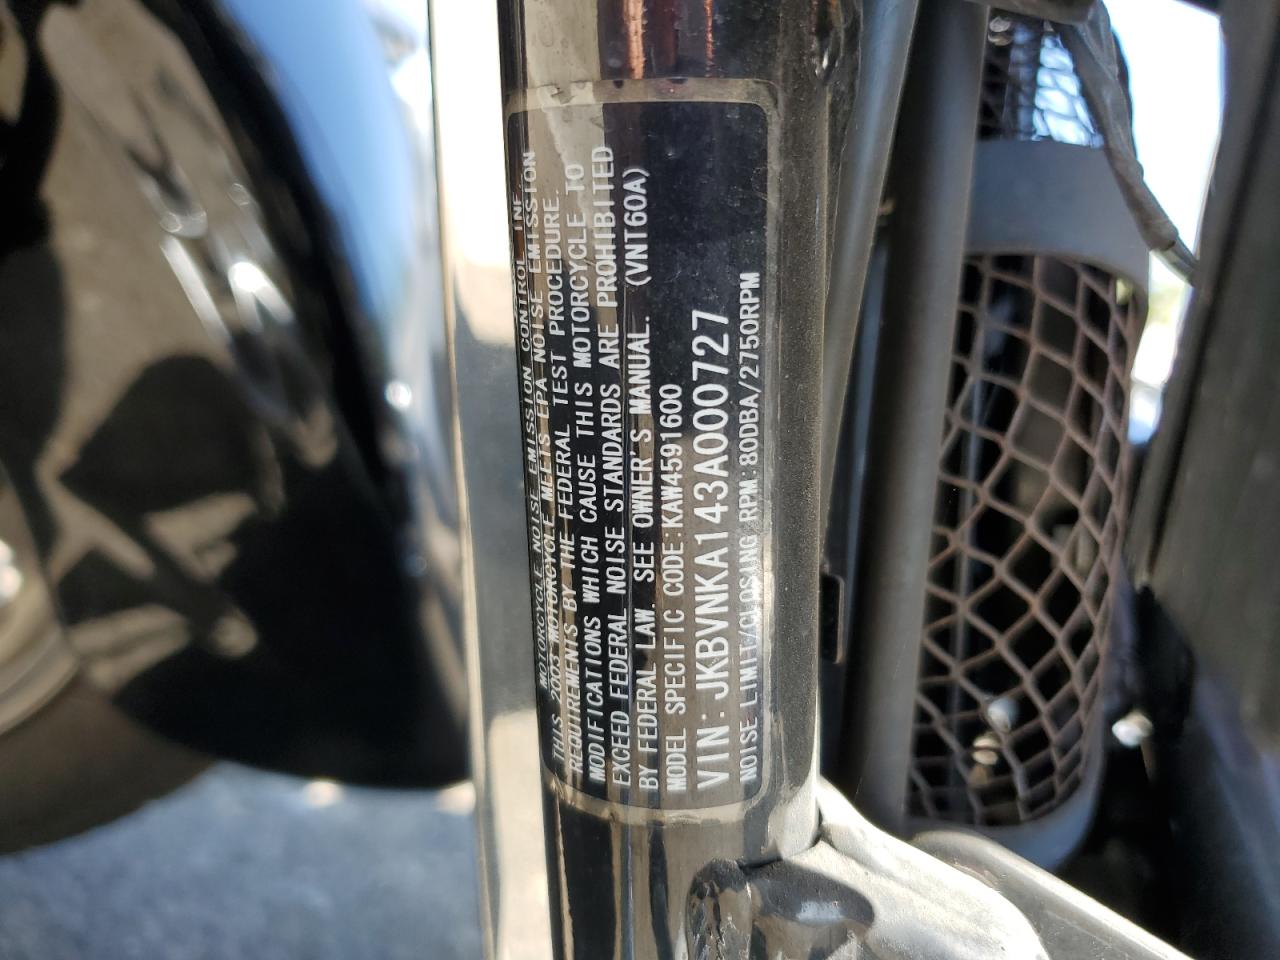 MOTORCYCLE NOISE EMISSION CONTROL INF
THIS 2003 MOTORCYCLE MEETS EPA NOISE EMISSION
REQUIREMENTS BY THE FEDERAL TEST PROCEDURE.
MODIFICATIONS WHICH CAUSE THIS MOTORCYCLE TO
EXCEED FEDERAL NOISE STANDARDS ARE PROHIBITED
BY FEDERAL LAW. SEE OWNER'S MANUAL. (VNT60A)
MODEL SPECIFIC CODE:KAW4591600
VIN: JKBVNKA143A000727
NOISE LIMIT/CLOSING RPM:80DBA/2750RPM